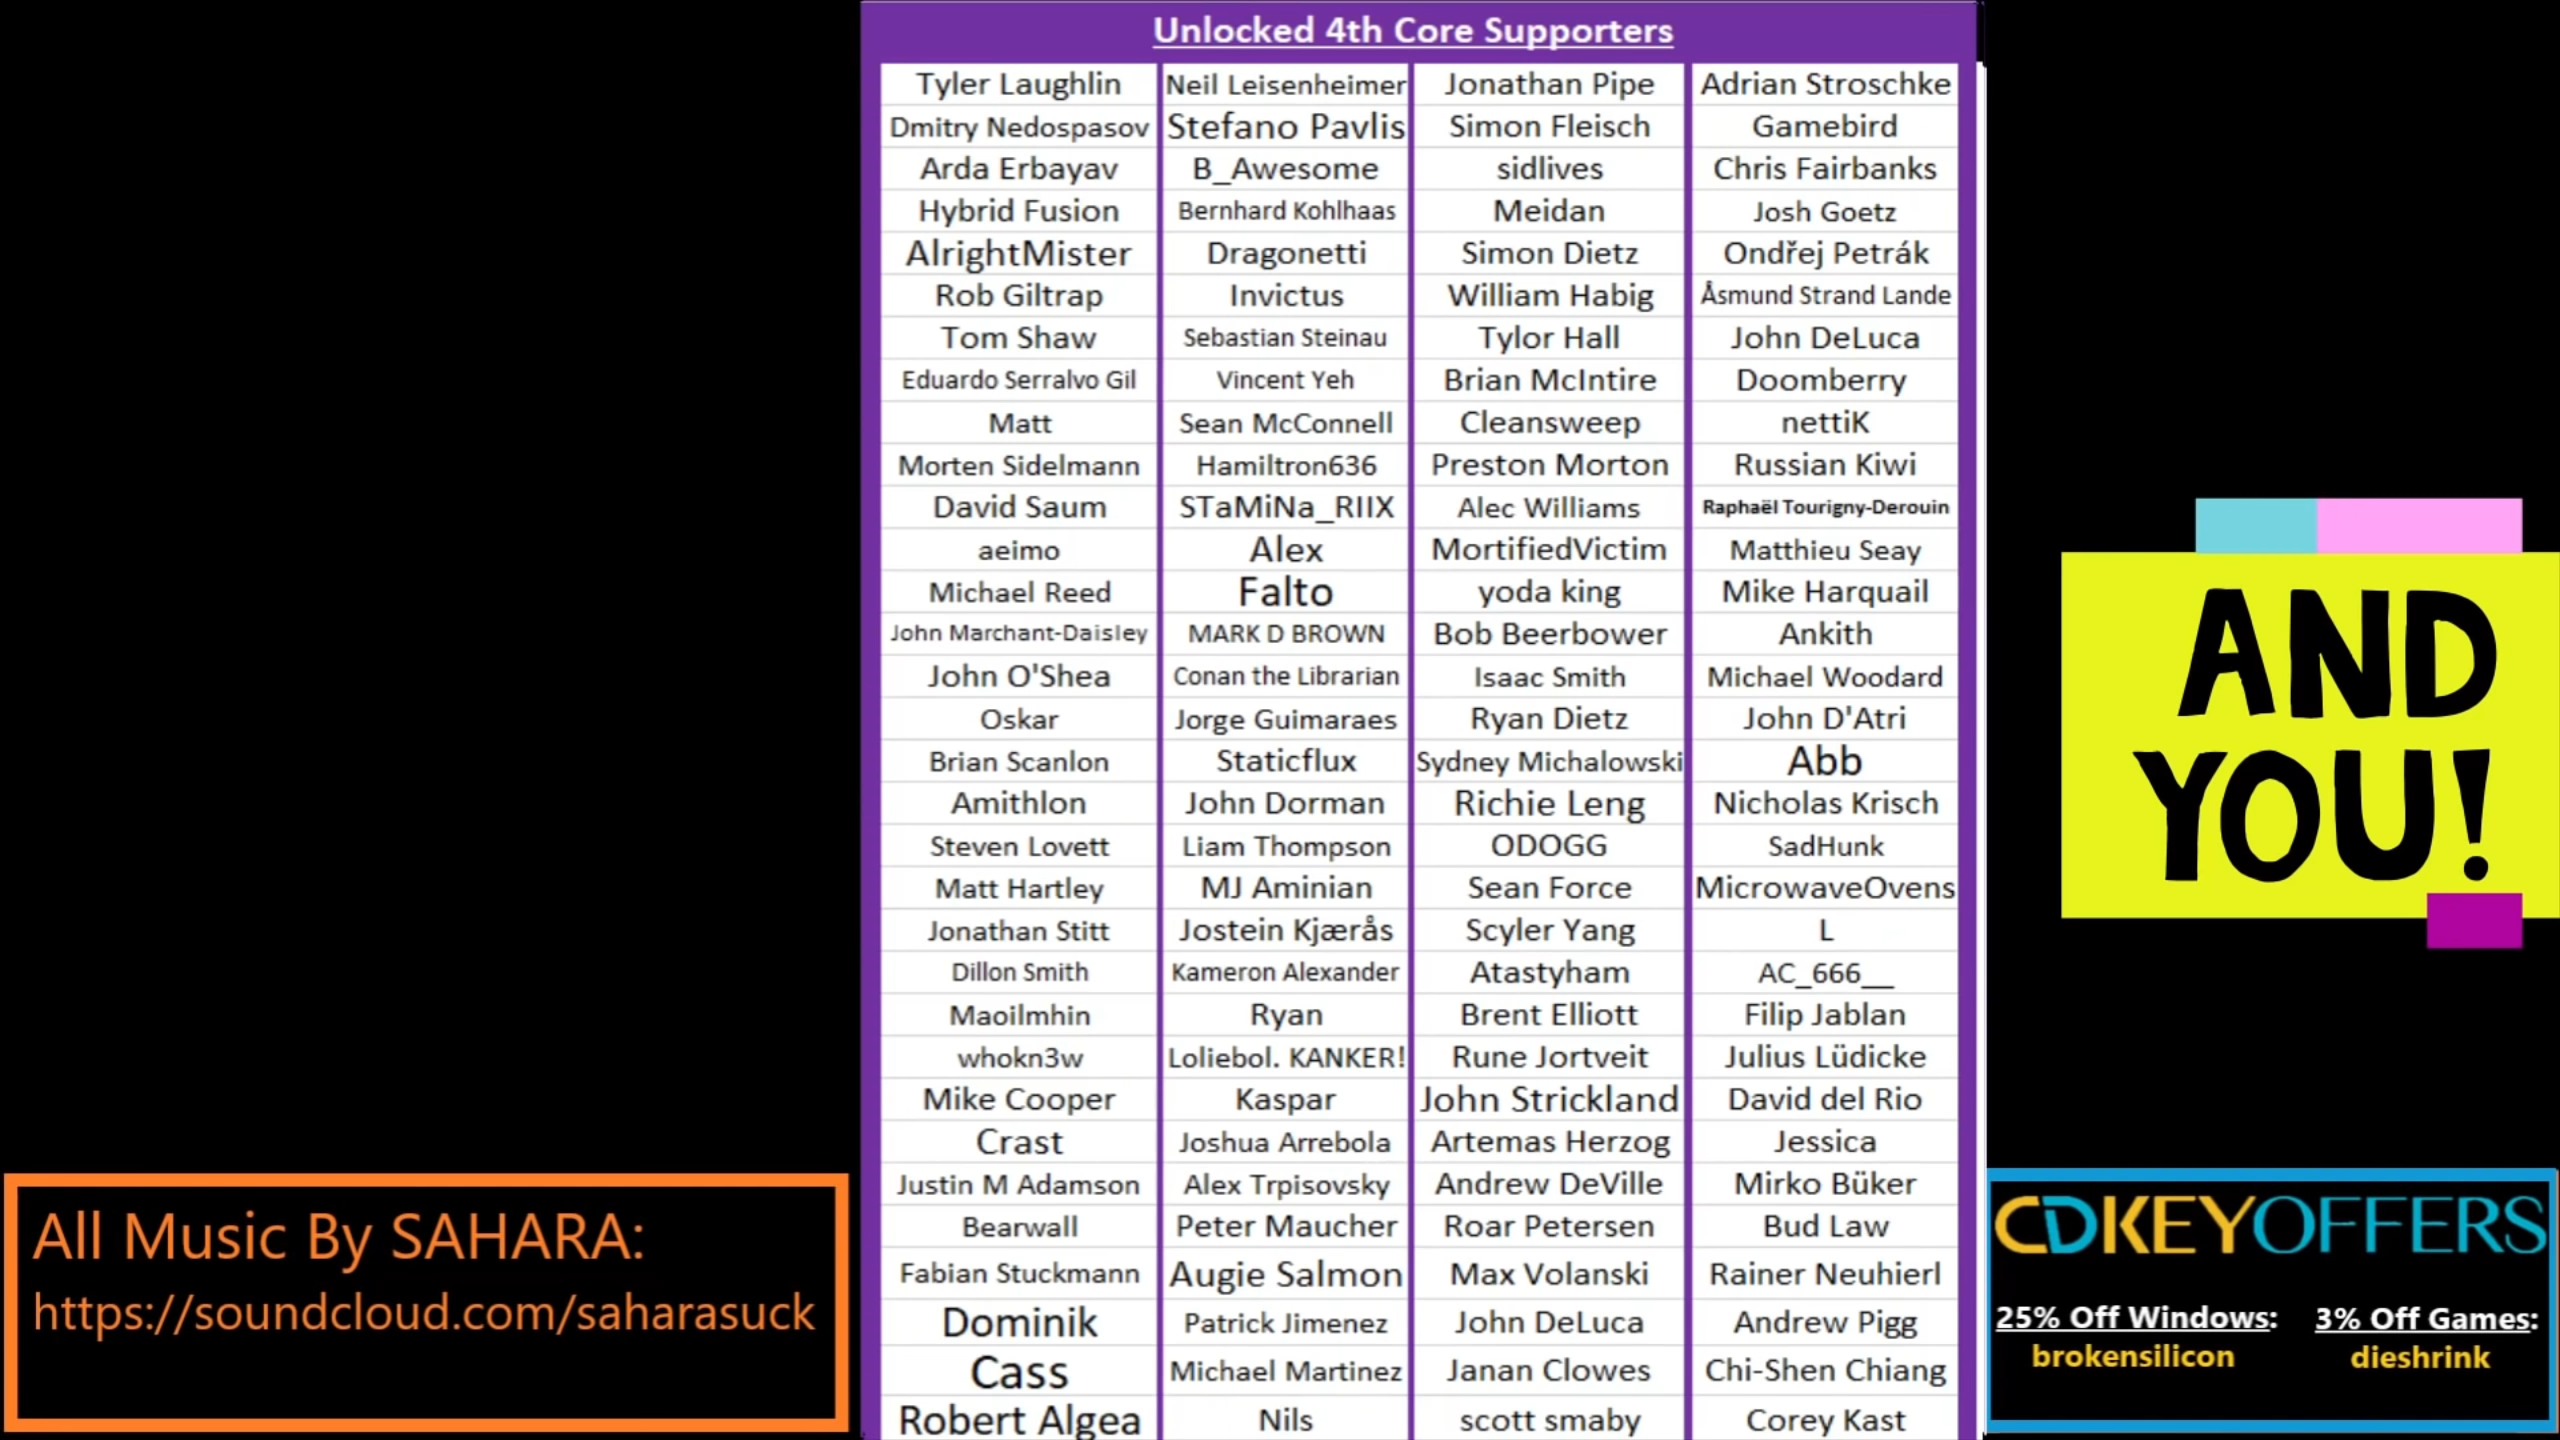 Unlocked 4th Core Supporters
Tyler Laughlin Neil Leisenheimer Jonathan Pipe Adrian Stroschke
Dmitry Nedospasov Stefano Pavlis Simon Fleisch Gamebird
Arda Erbayav B_Awesome sidlives Chris Fairbanks
Hybrid Fusion Bernhard Kohlhaas Meidan Josh Goetz
AlrightMister Dragonetti Simon Dietz Ondřej Petrák
Rob Giltrap Invictus William Habig Åsmund Strand Lande
Tom Shaw Sebastian Steinau Tylor Hall John DeLuca
Eduardo Serralvo Gil Vincent Yeh Brian McIntire Doomberry
Matt Sean McConnell Cleansweep nettiK
Morten Sidelmann Hamiltron636 Preston Morton Russian Kiwi
David Saum STaMiNa_RIIX Alec Williams Raphaël Tourigny-Derouin
aeimo Alex MortifiedVictim Matthieu Seay
Michael Reed Falto yoda king Mike Harquail
John Marchant-Daisley MARK D BROWN Bob Beerbower Ankith
John O'Shea Conan the Librarian Isaac Smith Michael Woodard
Oskar Jorge Guimaraes Ryan Dietz John D'Atri
Brian Scanlon Staticflux Sydney Michalowski Abb
Amithlon John Dorman Richie Leng Nicholas Krisch
Steven Lovett Liam Thompson ODOGG SadHunk
Matt Hartley MJ Aminian Sean Force MicrowaveOvens
Jonathan Stitt Jostein Kjærås Scyler Yang L
Dillon Smith Kameron Alexander Atastyham AC_666__
Maoilmhin Ryan Brent Elliott Filip Jablan
whokn3w Loliebol. KANKER! Rune Jortveit Julius Lüdicke
Mike Cooper Kaspar John Strickland David del Rio
Crast Joshua Arrebola Artemas Herzog Jessica
Justin M Adamson Alex Trpisovsky Andrew DeVille Mirko Büker
Bearwall Peter Maucher Roar Petersen Bud Law
Fabian Stuckmann Augie Salmon Max Volanski Rainer Neuhierl
Dominik Patrick Jimenez John DeLuca Andrew Pigg
Cass Michael Martinez Janan Clowes Chi-Shen Chiang
Robert Algea Nils scott smaby Corey Kast
AND
YOU!
All Music By SAHARA:
https://soundcloud.com/saharasuck
CDKEYOFFERS
25% Off Windows: 3% Off Games:
brokensilicon dieshrink